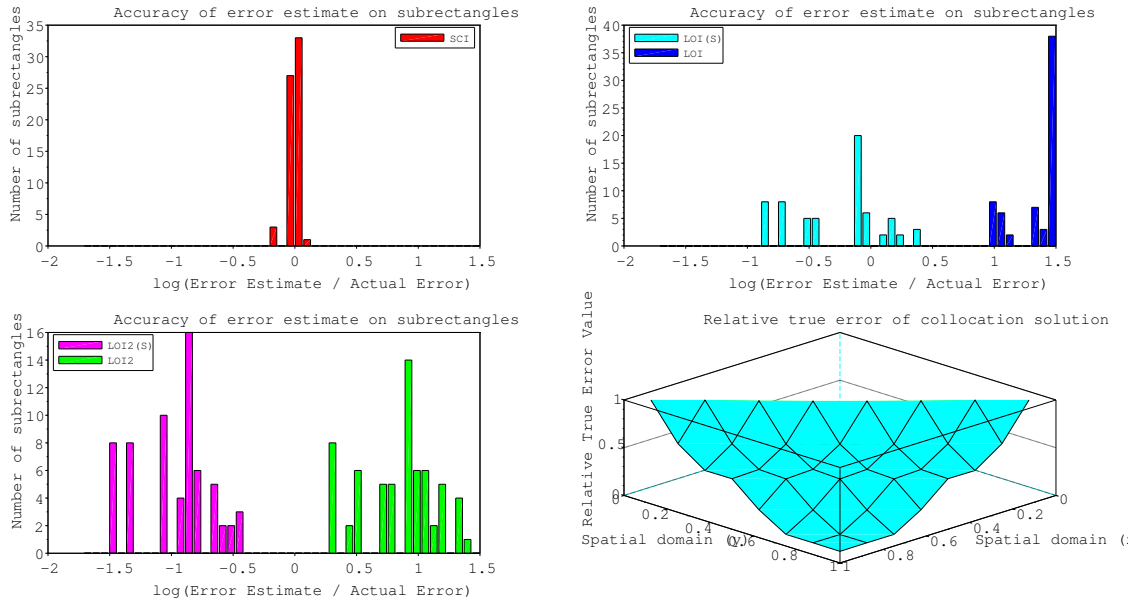 Accuracy of error estimate on subrectangles
Number of subrectangles
35
30
25
20
15
10
5
0
SCI
-2 -1.5 -1 -0.5 0 0.5 1 1.5
log(Error Estimate / Actual Error)
Accuracy of error estimate on subrectangles
Number of subrectangles
40
35
30
25
20
15
10
5
0
LOI(S)
LOI
-2 -1.5 -1 -0.5 0 0.5 1 1.5
log(Error Estimate / Actual Error)
Accuracy of error estimate on subrectangles
Number of subrectangles
16
14
12
10
8
6
4
2
0
LOI2(S)
LOI2
-2 -1.5 -1 -0.5 0 0.5 1 1.5
log(Error Estimate / Actual Error)
Relative true error of collocation solution
Relative True Error Value
1
0.5
0
0.2 0.4 0.6 0.8 1
Spatial domain (y)
1 0.8 0.6 0.4 0.2 0
Spatial domain (